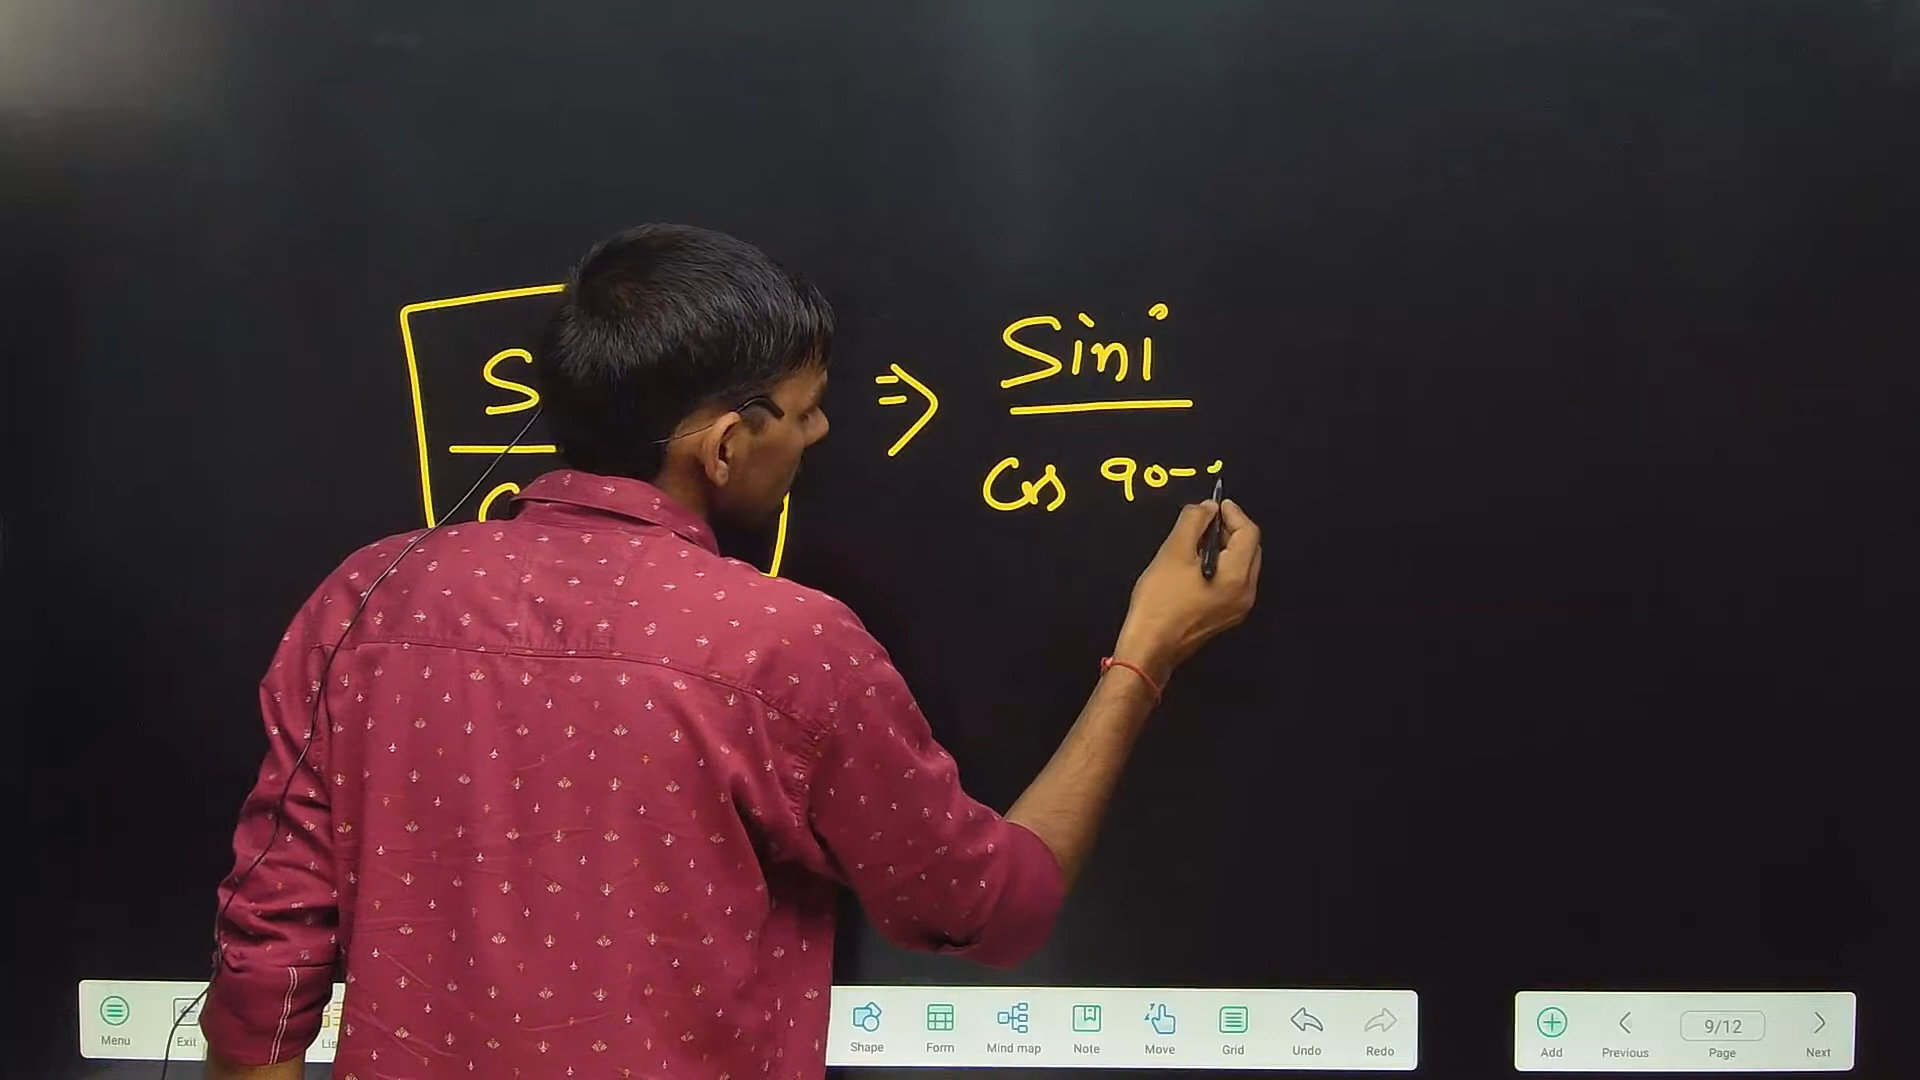 S
⇒
Sini
Cos 90-
Menu
Exit
Shape
Form
Mind map
Note
Move
Grid
Undo
Redo
Add
Previous
9/12
Page
Next